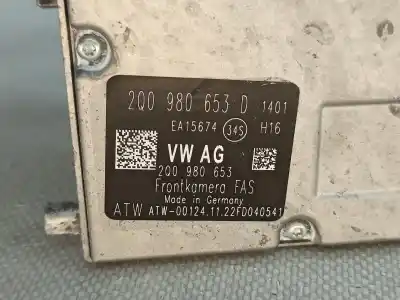 2Q0 980 653 D 1401
EA15674 34S H16
VW AG
2Q0 980 653
Frontkamera FAS
Made in Germany
ATW ATW-00124.11.22FD040541